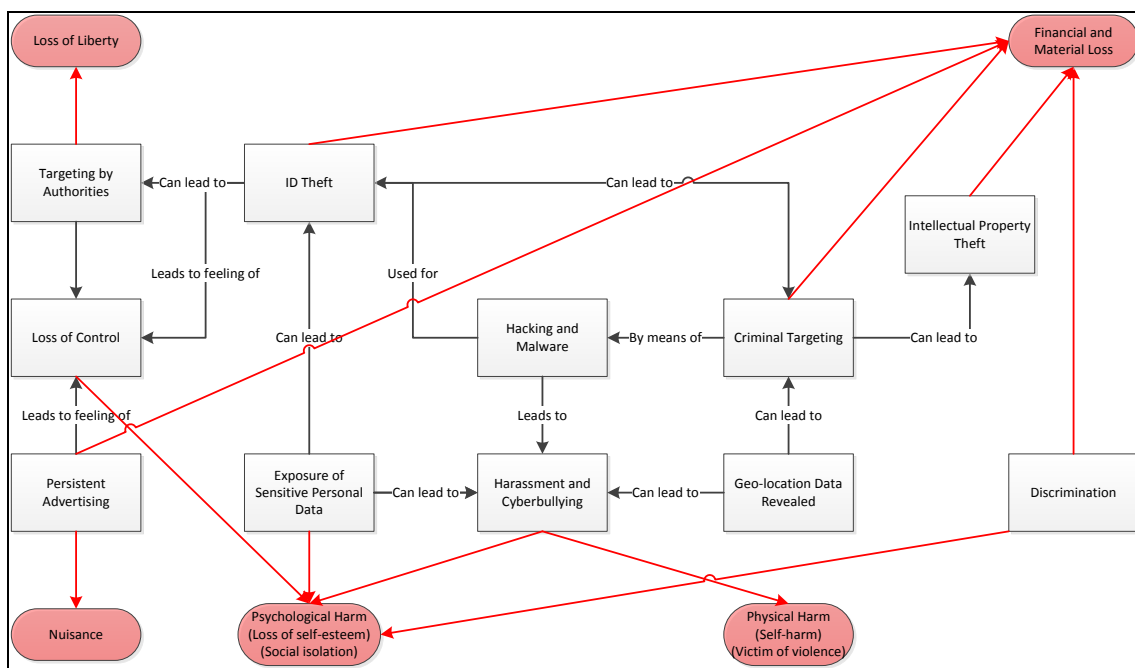 Loss of Liberty
Financial and
Material Loss
Targeting by
Authorities
Can lead to
ID Theft
Can lead to
Intellectual Property
Theft
Leads to feeling of
Used for
Loss of Control
Can lead to
Hacking and
Malware
By means of
Criminal Targeting
Can lead to
Leads to feeling of
Leads to
Can lead to
Persistent
Advertising
Exposure of
Sensitive Personal
Data
Can lead to
Harassment and
Cyberbullying
Can lead to
Geo-location Data
Revealed
Discrimination
Nuisance
Psychological Harm
(Loss of self-esteem)
(Social isolation)
Physical Harm
(Self-harm)
(Victim of violence)